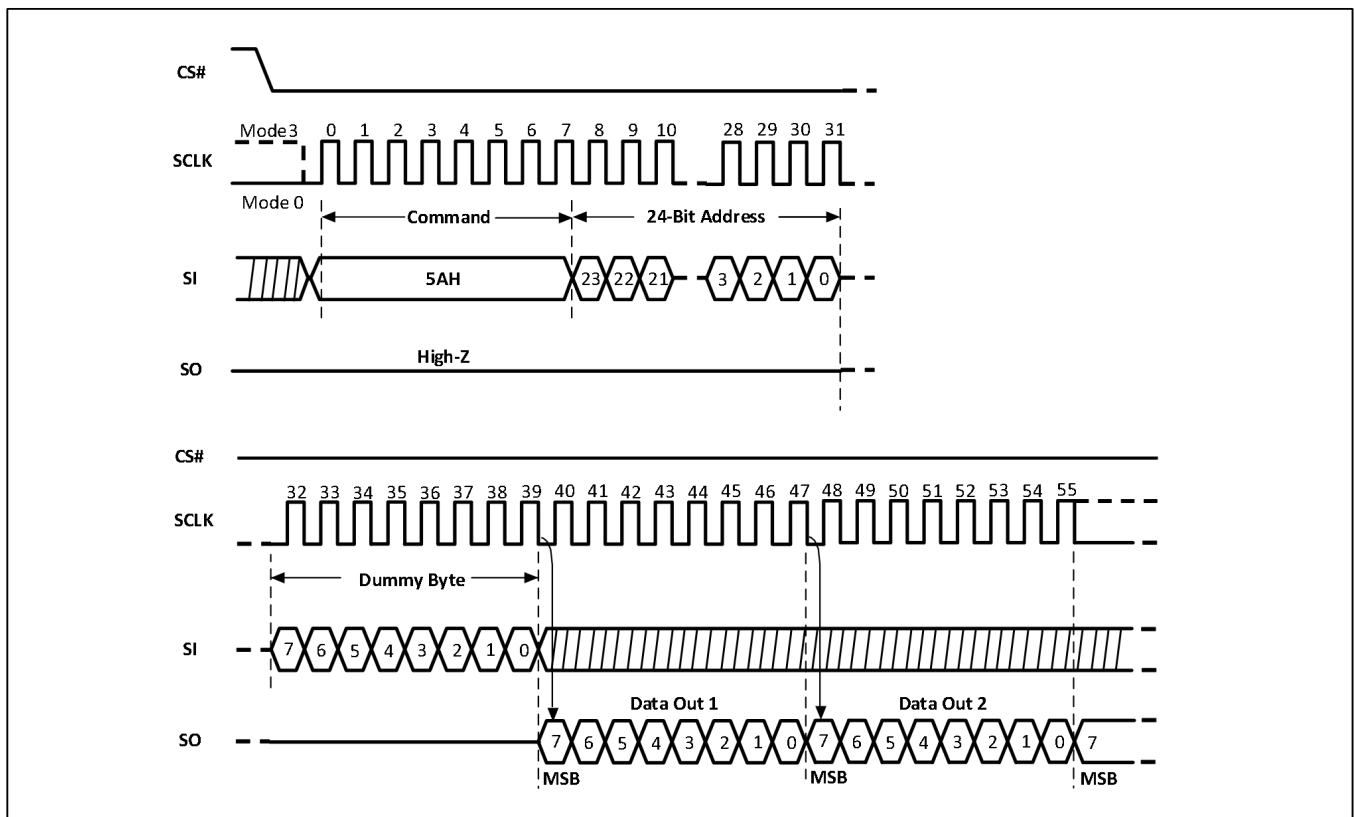 CS#
Mode3 0 1 2 3 4 5 6 7 8 9 10 28 29 30 31
SCLK
Mode 0
Command 24-Bit Address
SI 5AH 23 22 21 3 2 1 0
High-Z
SO
CS#
32 33 34 35 36 37 38 39 40 41 42 43 44 45 46 47 48 49 50 51 52 53 54 55
SCLK
Dummy Byte
SI 7 6 5 4 3 2 1 0
Data Out 1 Data Out 2
SO 7 6 5 4 3 2 1 0 7 6 5 4 3 2 1 0 7
MSB MSB MSB